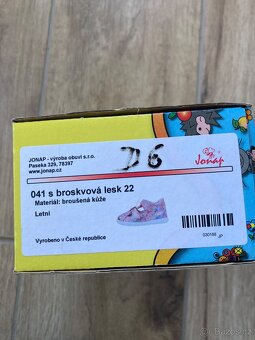 JONAP - výroba obuvi s.r.o.
Paseka 329, 78397
www.jonap.cz
D6
Jonap
041 s broskvová lesk 22
Materiál: broušená kůže
Letní
Vyrobeno v České republice
030186